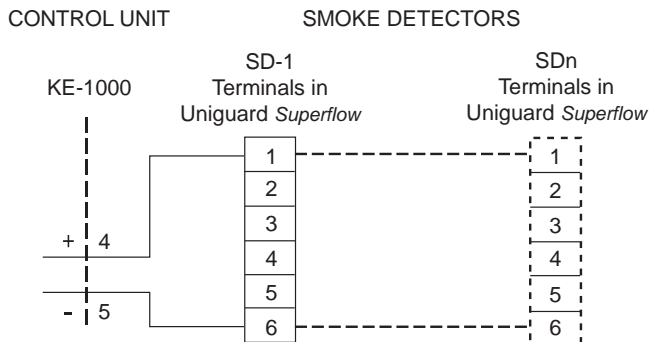 CONTROL UNIT
SMOKE DETECTORS
KE-1000
SD-1
Terminals in
Uniguard Superflow
SDn
Terminals in
Uniguard Superflow
+ 4
- 5
1
2
3
4
5
6
1
2
3
4
5
6